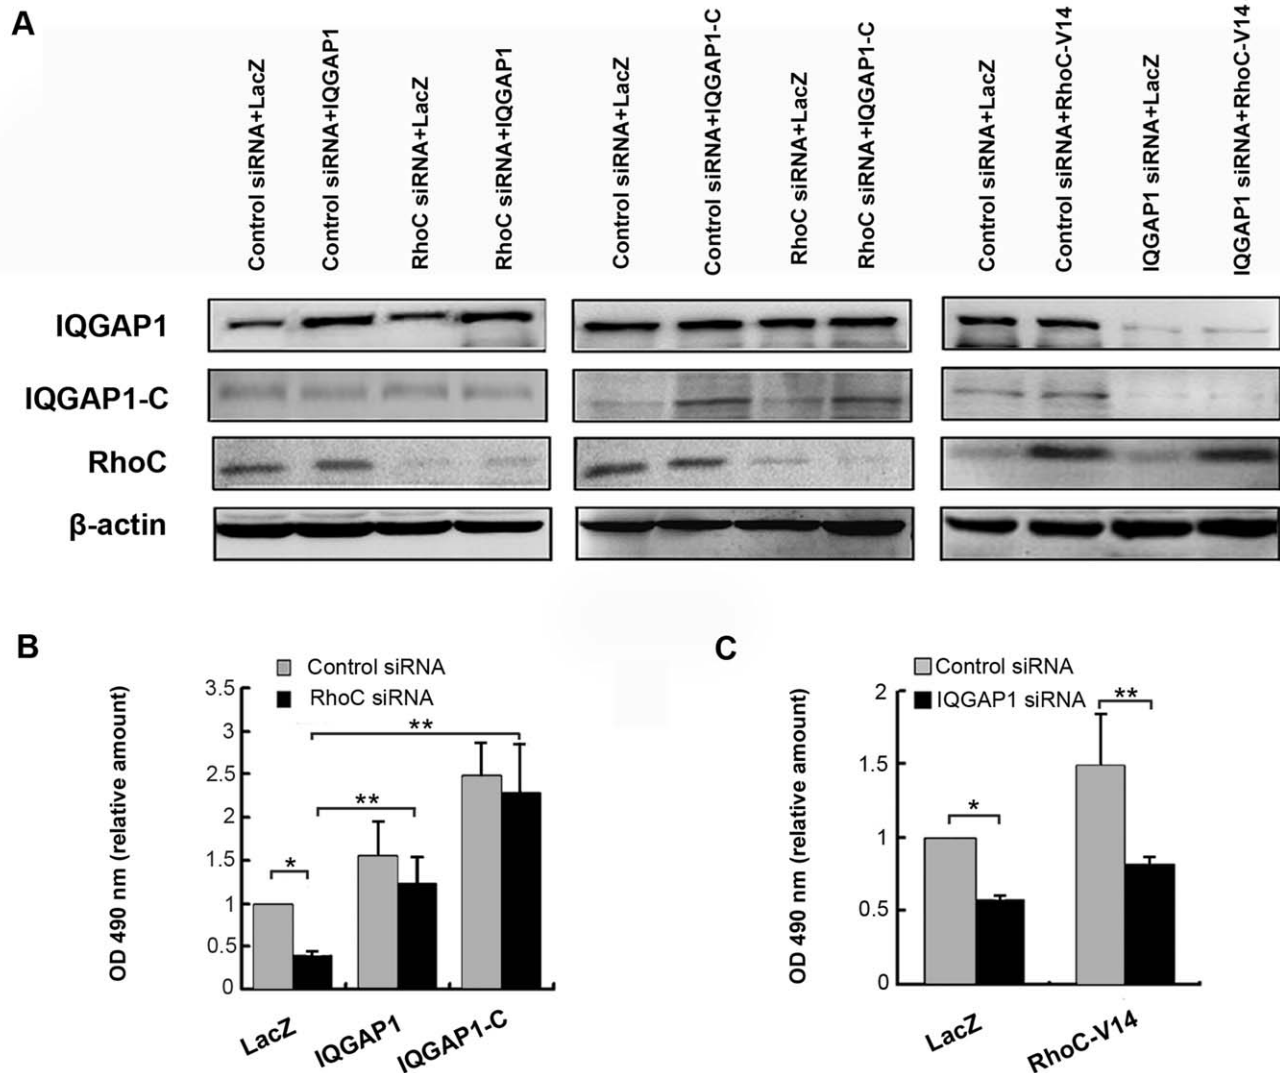 A
Control siRNA+LacZ
Control siRNA+IQGAP1
RhoC siRNA+LacZ
RhoC siRNA+IQGAP1
Control siRNA+LacZ
Control siRNA+IQGAP1-C
RhoC siRNA+LacZ
RhoC siRNA+IQGAP1-C
Control siRNA+LacZ
Control siRNA+RhoC-V14
IQGAP1 siRNA+LacZ
IQGAP1 siRNA+RhoC-V14
IQGAP1
IQGAP1-C
RhoC
β-actin
B
Control siRNA
RhoC siRNA
OD 490 nm (relative amount)
3.5
3
2.5
2
1.5
1
0.5
0
**
**
*
LacZ
IQGAP1
IQGAP1-C
C
Control siRNA
IQGAP1 siRNA
OD 490 nm (relative amount)
2
1.5
1
0.5
0
**
*
LacZ
RhoC-V14